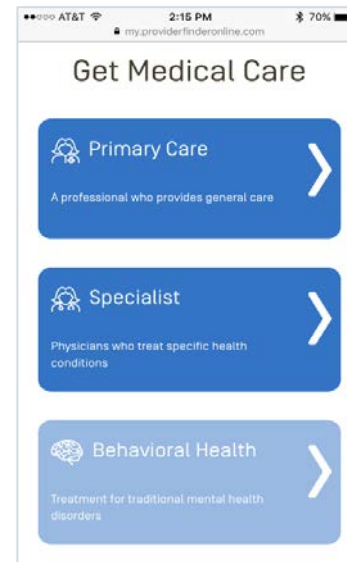 ●●○○○ AT&T 2:15 PM 70%
my.providerfinderonline.com
Get Medical Care
Primary Care
A professional who provides general care
Specialist
Physicians who treat specific health
conditions
Behavioral Health
Treatment for traditional mental health
disorders